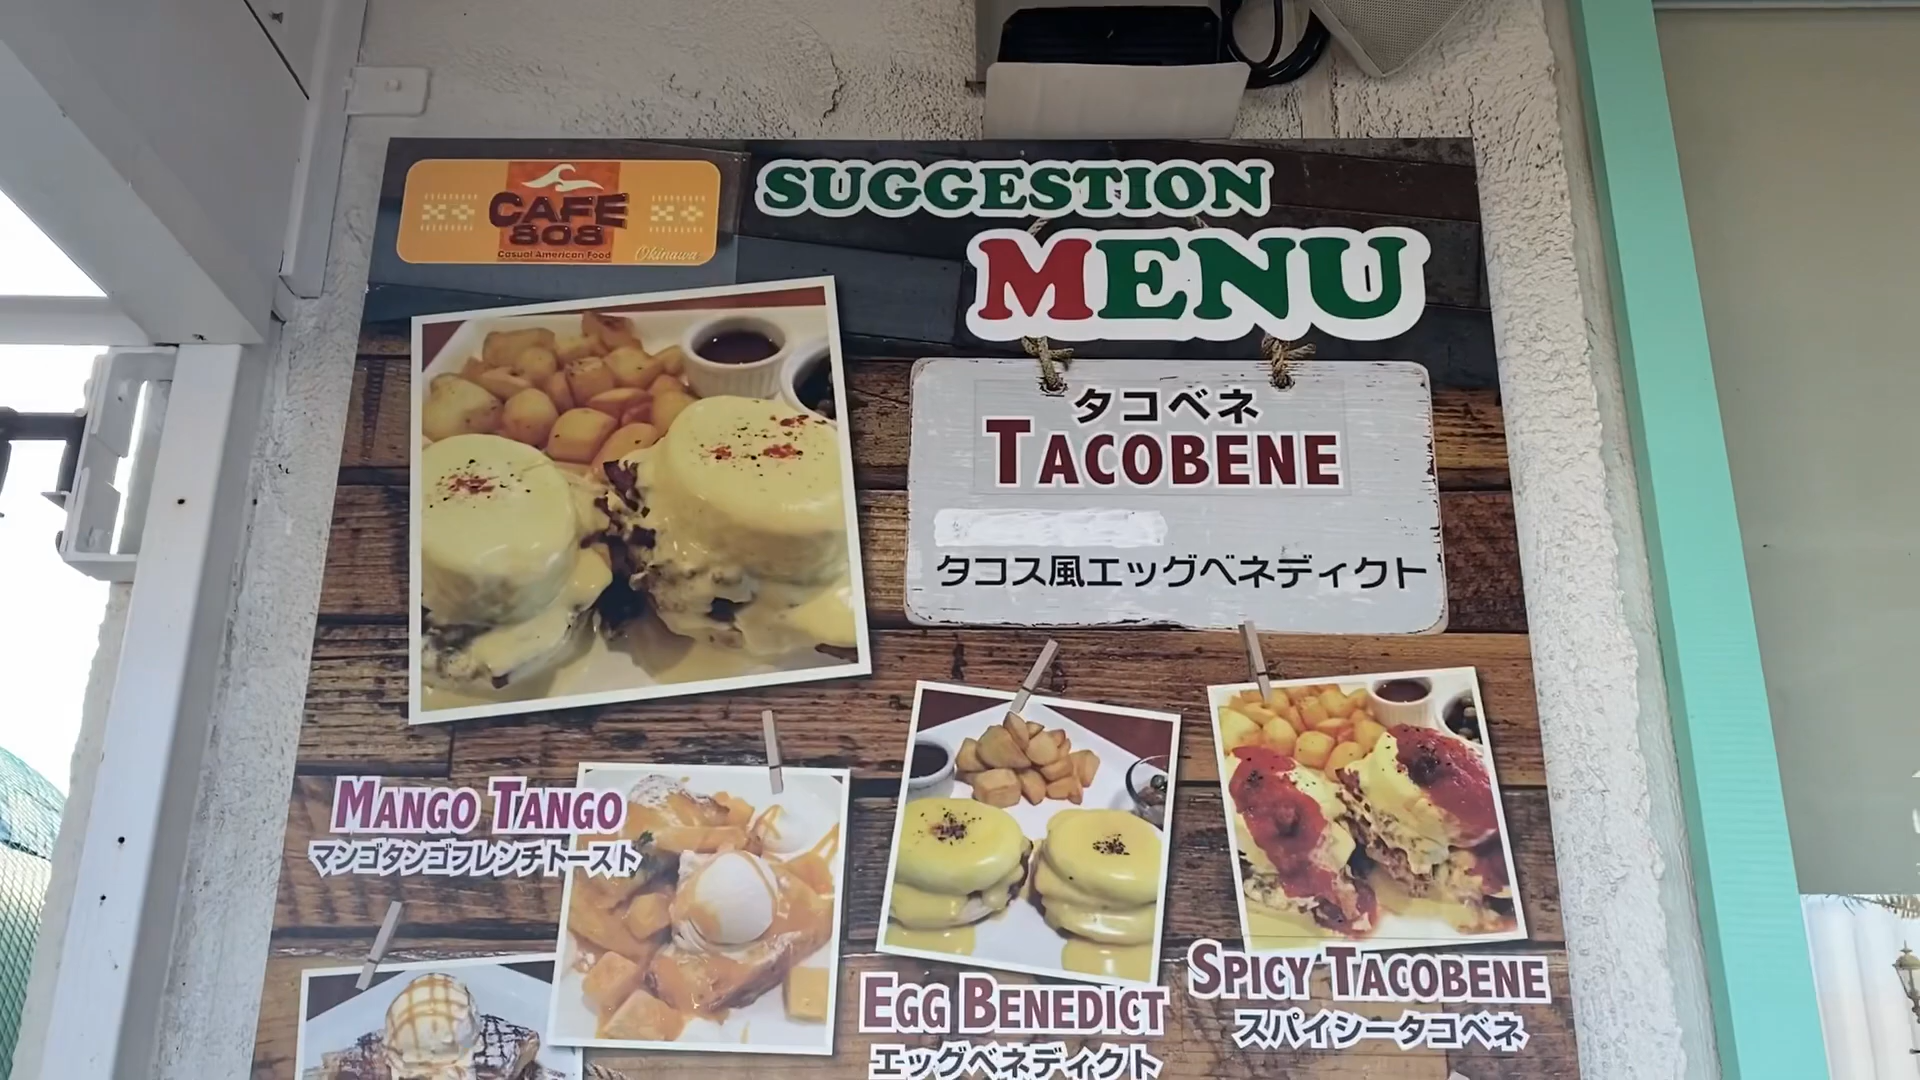 CAFE
808
Casual American Food
Okinawa
SUGGESTION
MENU
タコベネ
TACOBENE
タコス風エッグベネディクト
MANGO TANGO
マンゴタンゴフレンチトースト
EGG BENEDICT
エッグベネディクト
SPICY TACOBENE
スパイシータコベネ